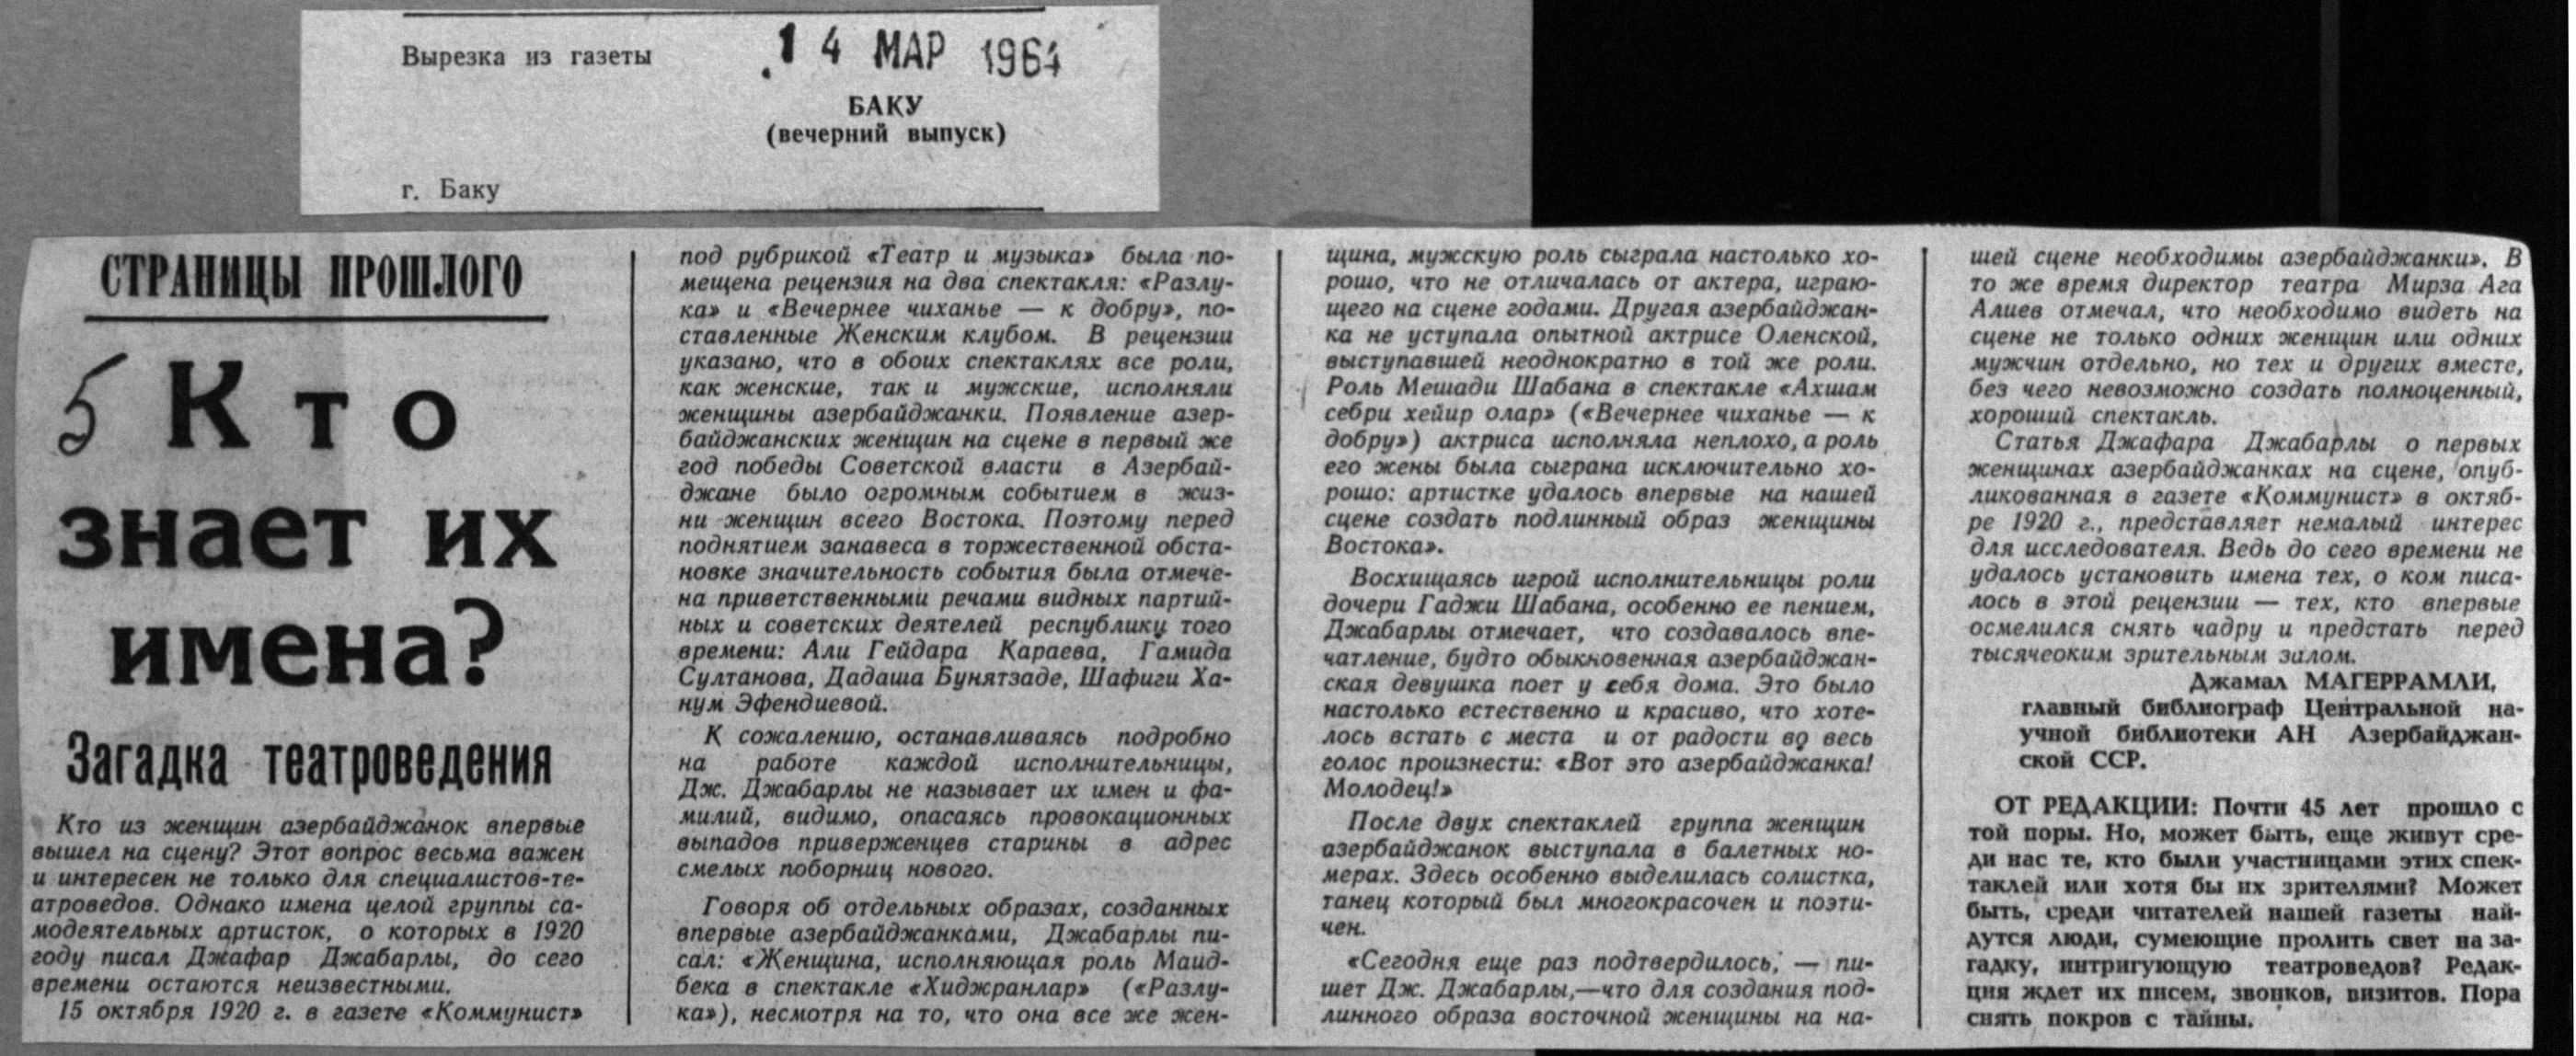 Вырезка из газеты
14 МАР 1964
БАКУ
(вечерний выпуск)
г. Баку
СТРАНИЦЫ ПРОШЛОГО
5
Кто
знает их
имена?
Загадка театроведения
Кто из женщин азербайджанок впервые
вышел на сцену? Этот вопрос весьма важен
и интересен не только для специалистов-те-
атроведов. Однако имена целой группы са-
модеятельных артисток, о которых в 1920
году писал Джафар Джабарлы, до сего
времени остаются неизвестными.
15 октября 1920 г. в газете «Коммунист»
под рубрикой «Театр и музыка» была по-
мещена рецензия на два спектакля: «Разлу-
ка» и «Вечернее чиханье — к добру», по-
ставленные Женским клубом. В рецензии
указано, что в обоих спектаклях все роли,
как женские, так и мужские, исполняли
женщины азербайджанки. Появление азер-
байджанских женщин на сцене в первый же
год победы Советской власти в Азербай-
джане было огромным событием в жиз-
ни женщин всего Востока. Поэтому перед
поднятием занавеса в торжественной обста-
новке значительность события была отмече-
на приветственными речами видных партий-
ных и советских деятелей республику того
времени: Али Гейдара Караева, Гамида
Султанова, Дадаша Бунятзаде, Шафиги Ха-
нум Эфендиевой.
К сожалению, останавливаясь подробно
на работе каждой исполнительницы,
Дж. Джабарлы не называет их имен и фа-
милий, видимо, опасаясь провокационных
выпадов приверженцев старины в адрес
смелых поборниц нового.
Говоря об отдельных образах, созданных
впервые азербайджанками, Джабарлы пи-
сал: «Женщина, исполняющая роль Маид-
бека в спектакле «Хиджранлар» («Разлу-
ка»), несмотря на то, что она все же жен-
щина, мужскую роль сыграла настолько хо-
рошо, что не отличалась от актера, играю-
щего на сцене годами. Другая азербайджан-
ка не уступала опытной актрисе Оленской,
выступавшей неоднократно в той же роли.
Роль Мешади Шабана в спектакле «Ахшам
себри хейир олар» («Вечернее чиханье — к
добру») актриса исполняла неплохо, а роль
его жены была сыграна исключительно хо-
рошо: артистке удалось впервые на нашей
сцене создать подлинный образ женщины
Востока».
Восхищаясь игрой исполнительницы роли
дочери Гаджи Шабана, особенно ее пением,
Джабарлы отмечает, что создавалось впе-
чатление, будто обыкновенная азербайджан-
ская девушка поет у себя дома. Это было
настолько естественно и красиво, что хоте-
лось встать с места и от радости во весь
голос произнести: «Вот это азербайджанка!
Молодец!»
После двух спектаклей группа женщин
азербайджанок выступала в балетных но-
мерах. Здесь особенно выделилась солистка,
танец который был многокрасочен и поэти-
чен.
«Сегодня еще раз подтвердилось, — пи-
шет Дж. Джабарлы,—что для создания под-
линного образа восточной женщины на на-
шей сцене необходимы азербайджанки». В
то же время директор театра Мирза Ага
Алиев отмечал, что необходимо видеть на
сцене не только одних женщин или одних
мужчин отдельно, но тех и других вместе,
без чего невозможно создать полноценный,
хороший спектакль.
Статья Джафара Джабарлы о первых
женщинах азербайджанках на сцене, опуб-
ликованная в газете «Коммунист» в октяб-
ре 1920 г., представляет немалый интерес
для исследователя. Ведь до сего времени не
удалось установить имена тех, о ком писа-
лось в этой рецензии — тех, кто впервые
осмелился снять чадру и предстать перед
тысячеоким зрительным залом.
Джамал МАГЕРРАМЛИ,
главный библиограф Центральной на-
учной библиотеки АН Азербайджан-
ской ССР.
ОТ РЕДАКЦИИ: Почти 45 лет прошло с
той поры. Но, может быть, еще живут сре-
ди нас те, кто были участницами этих спек-
таклей или хотя бы их зрителями? Может
быть, среди читателей нашей газеты най-
дутся люди, сумеющие пролить свет на за-
гадку, интригующую театроведов? Редак-
ция ждет их писем, звонков, визитов. Пора
снять покров с тайны.